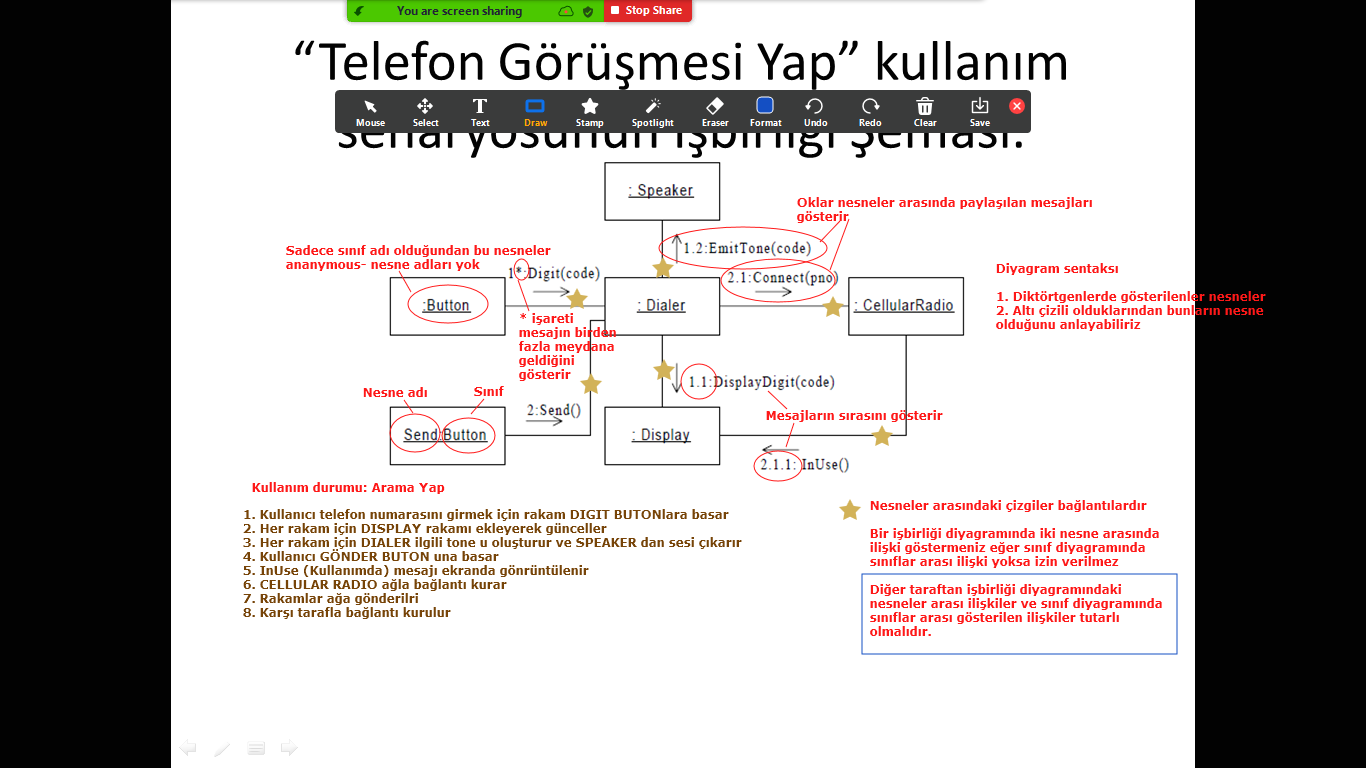 You are screen sharing
Stop Share
“Telefon Görüşmesi Yap” kullanım
Mouse
Select
Text
Draw
Stamp
Spotlight
Eraser
Format
Undo
Redo
Clear
Save
senaryosunun işbirliği şeması.
: Speaker
Oklar nesneler arasında paylaşılan mesajları
gösterir
1.2:EmitTone(code)
Sadece sınıf adı olduğundan bu nesneler
ananymous- nesne adları yok
1*:Digit(code)
2.1:Connect(pno)
Diyagram sentaksı
1. Diktörtgenlerde gösterilenler nesneler
2. Altı çizili olduklarından bunların nesne
olduğunu anlayabiliriz
:Button
: Dialer
: CellularRadio
* işareti
mesajın birden
fazla meydana
geldiğini
gösterir
1.1:DisplayDigit(code)
Nesne adı
Sınıf
2:Send()
Mesajların sırasını gösterir
Send:Button
: Display
2.1.1: InUse()
Kullanım durumu: Arama Yap
1. Kullanıcı telefon numarasını girmek için rakam DIGIT BUTONlara basar
2. Her rakam için DISPLAY rakamı ekleyerek günceller
3. Her rakam için DIALER ilgili tone u oluşturur ve SPEAKER dan sesi çıkarır
4. Kullanıcı GÖNDER BUTON una basar
5. InUse (Kullanımda) mesajı ekranda gönrüntülenir
6. CELLULAR RADIO ağla bağlantı kurar
7. Rakamlar ağa gönderilri
8. Karşı tarafla bağlantı kurulur
Nesneler arasındaki çizgiler bağlantılardır
Bir işbirliği diyagramında iki nesne arasında
ilişki göstermeniz eğer sınıf diyagramında
sınıflar arası ilişki yoksa izin verilmez
Diğer taraftan işbirliği diyagramındaki
nesneler arası ilişkiler ve sınıf diyagramında
sınıflar arası gösterilen ilişkiler tutarlı
olmalıdır.